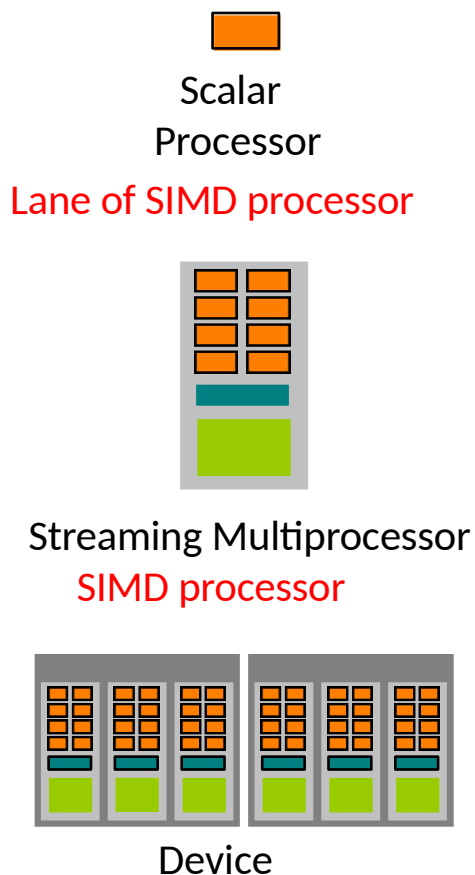 Scalar
Processor
Lane of SIMD processor
Streaming Multiprocessor
SIMD processor
Device